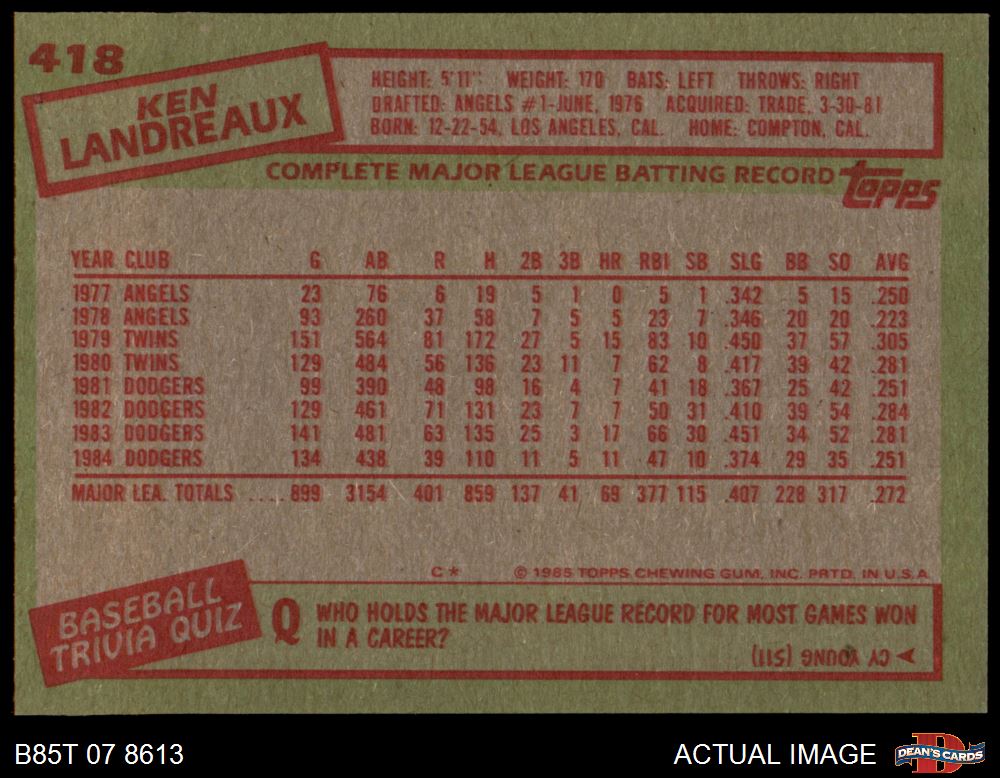 418
KEN
LANDREAUX
HEIGHT: 5'11" WEIGHT: 170 BATS: LEFT THROWS: RIGHT
DRAFTED: ANGELS #1-JUNE, 1976 ACQUIRED: TRADE, 3-30-81
BORN: 12-22-54, LOS ANGELES, CAL. HOME: COMPTON, CAL.
COMPLETE MAJOR LEAGUE BATTING RECORD topps
YEAR CLUB G AB R H 2B 3B HR RBI SB SLG BB SO AVG
1977 ANGELS 23 76 6 19 5 1 0 5 1 .342 5 15 .250
1978 ANGELS 93 260 37 58 7 5 5 23 7 .346 20 20 .223
1979 TWINS 151 564 81 172 27 5 15 83 10 .450 37 57 .305
1980 TWINS 129 484 56 136 23 11 7 62 8 .417 39 42 .281
1981 DODGERS 99 390 48 98 16 4 7 41 18 .367 25 42 .251
1982 DODGERS 129 461 71 131 23 7 7 50 31 .410 39 54 .284
1983 DODGERS 141 481 63 135 25 3 17 66 30 .451 34 52 .281
1984 DODGERS 134 438 39 110 11 5 11 47 10 .374 29 35 .251
MAJOR LEA. TOTALS .... 899 3154 401 859 137 41 69 377 115 .407 228 317 .272
C* © 1985 TOPPS CHEWING GUM, INC. PRTD. IN U.S.A.
BASEBALL
TRIVIA QUIZ
Q WHO HOLDS THE MAJOR LEAGUE RECORD FOR MOST GAMES WON
IN A CAREER?
CY YOUNG (511)
B85T 07 8613
ACTUAL IMAGE
D
DEAN'S CARDS